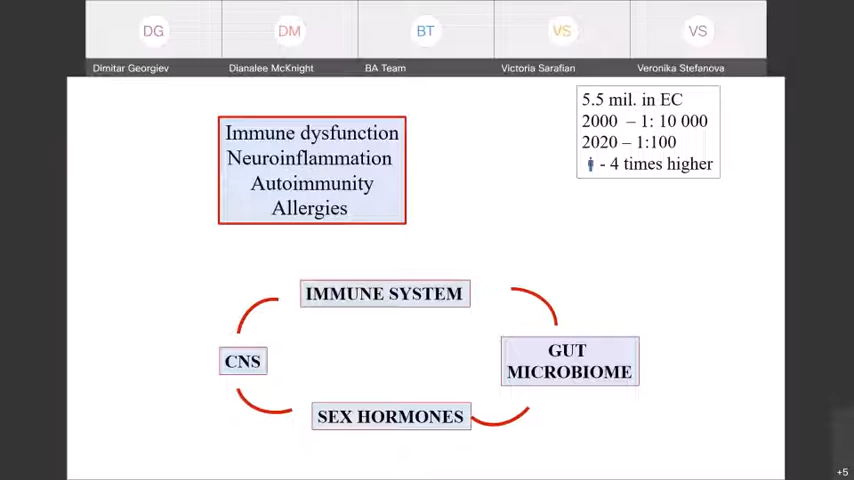 DG DM BT VS VS
Dimitar Georgiev Dianalee McKnight BA Team Victoria Sarafian Veronika Stefanova
5.5 mil. in EC
2000 – 1: 10 000
2020 – 1:100
- 4 times higher
Immune dysfunction
Neuroinflammation
Autoimmunity
Allergies
IMMUNE SYSTEM
CNS
GUT
MICROBIOME
SEX HORMONES
+5